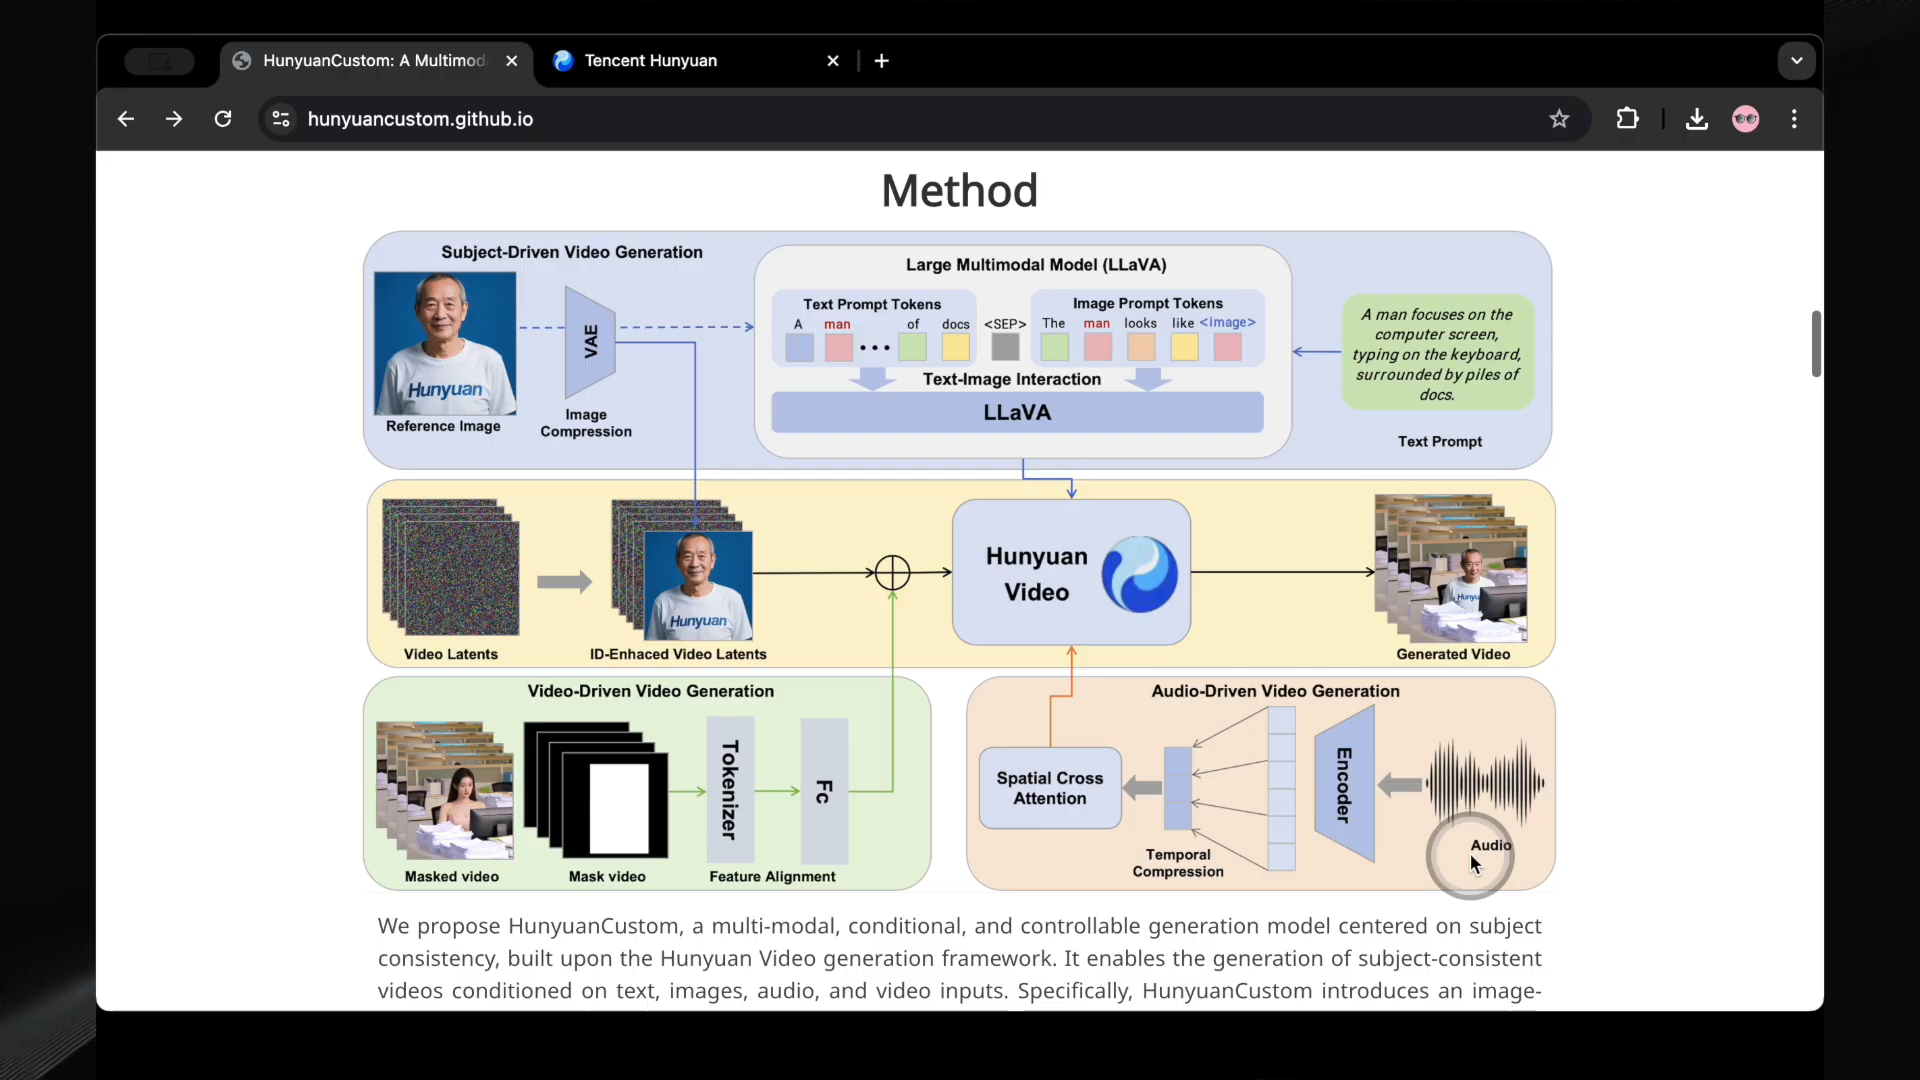 HunyuanCustom: A Multimod
Tencent Hunyuan
hunyuancustom.github.io
Method
Subject-Driven Video Generation
Hunyuan
Reference Image
VAE
Image
Compression
Large Multimodal Model (LLaVA)
Text Prompt Tokens
A man ... of docs
<SEP>
Image Prompt Tokens
The man looks like <image>
Text-Image Interaction
LLaVA
A man focuses on the
computer screen,
typing on the keyboard,
surrounded by piles of
docs.
Text Prompt
Video Latents
Hunyuan
ID-Enhaced Video Latents
Hunyuan
Video
Generated Video
Video-Driven Video Generation
Masked video
Mask video
Tokenizer
Fc
Feature Alignment
Audio-Driven Video Generation
Spatial Cross
Attention
Temporal
Compression
Encoder
Audio
We propose HunyuanCustom, a multi-modal, conditional, and controllable generation model centered on subject
consistency, built upon the Hunyuan Video generation framework. It enables the generation of subject-consistent
videos conditioned on text, images, audio, and video inputs. Specifically, HunyuanCustom introduces an image-